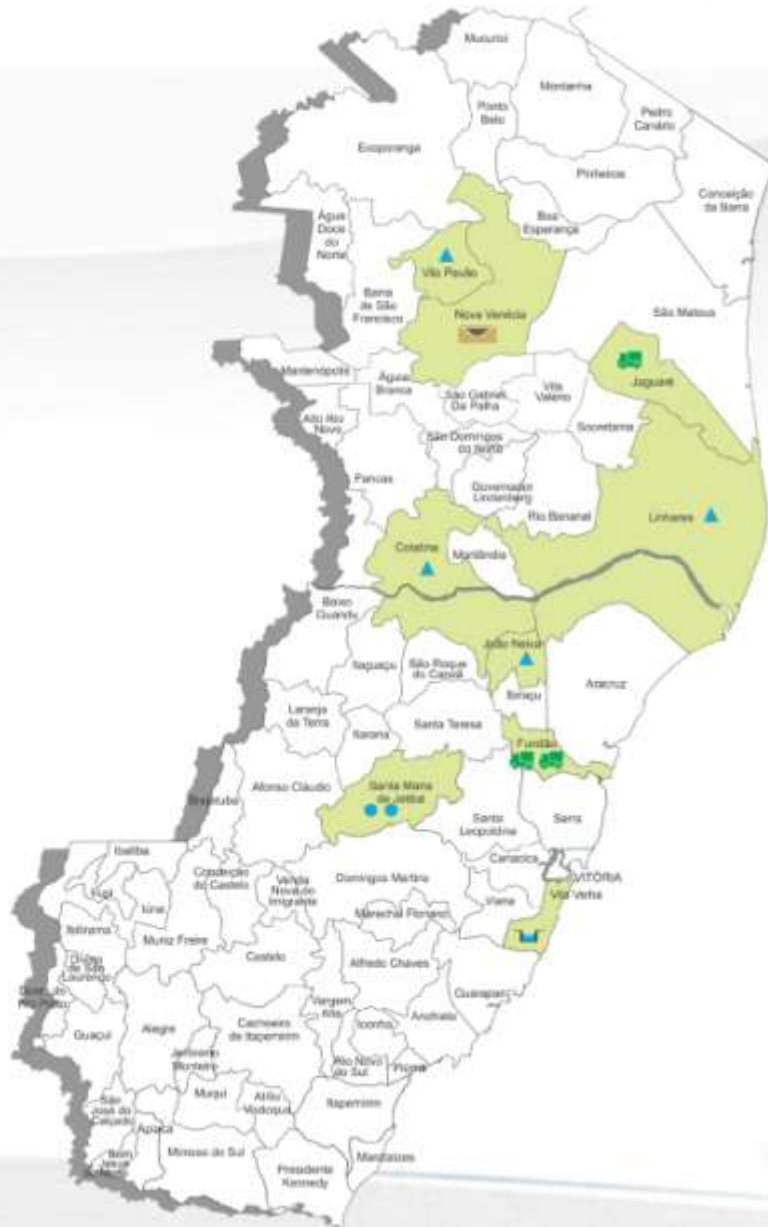 Mucurici
Montanha
Ponto
Belo
Pedro
Canário
Ecoporanga
Pinheiros
Conceição
da Barra
Água
Doce
do
Norte
Boa
Esperança
Vila Pavão
Barra
de São
Francisco
Nova Venécia
São Mateus
Jaguaré
Mantenópolis
Águia
Branca
São Gabriel
Da Palha
Vila
Valério
Sooretama
Alto Rio
Novo
São Domingos
do Norte
Pancas
Governador
Lindenberg
Rio Bananal
Linhares
Colatina
Marilândia
Baixo
Guandu
João Neiva
Itaguaçu
São Roque
do Canaã
Aracruz
Ibiraçu
Laranja
da Terra
Santa Teresa
Itarana
Fundão
Afonso Cláudio
Santa Maria
de Jetibá
Brejetuba
Santa
Leopoldina
Serra
Ibatiba
Cariacica
VITÓRIA
Conceição
do Castelo
Venda
Nova do
Imigrante
Domingos Martins
Viana
Vila Velha
Iúna
Marechal Floriano
Ibitirama
Muniz Freire
Castelo
Alfredo Chaves
Guarapari
Vargem
Alta
Anchieta
Guaçuí
Alegre
Cachoeiro
de Itapemirim
Iconha
Jerônimo
Monteiro
Rio Novo
do Sul
Piúma
São
José do
Calçado
Muqui
Atílio
Vivácqua
Itapemirim
Apiacá
Mimoso do Sul
Presidente
Kennedy
Marataízes